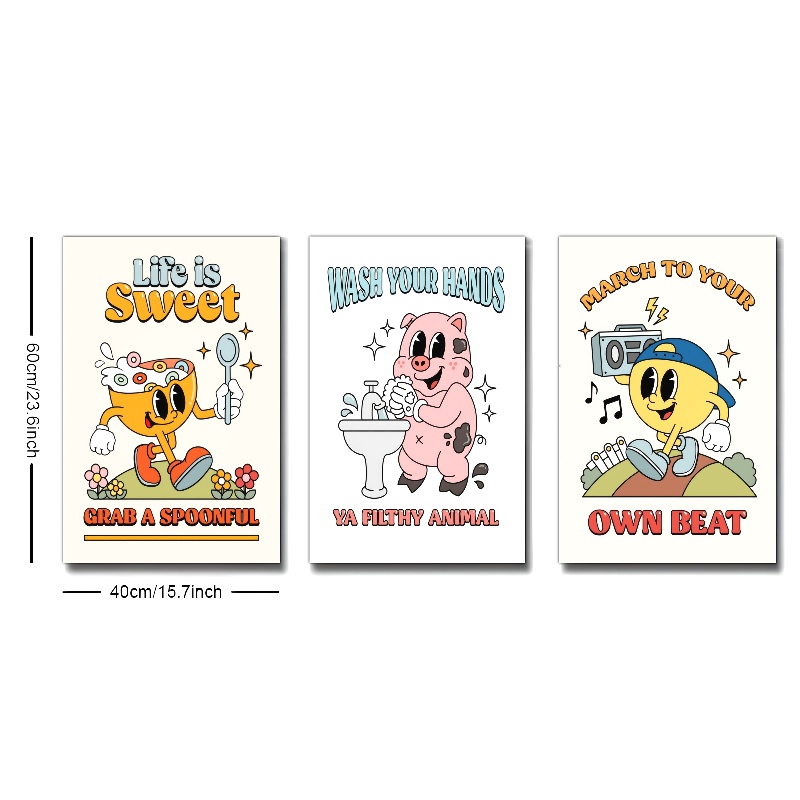 60cm/23.6inch
Life is
Sweet
GRAB A SPOONFUL
WASH YOUR HANDS
YA FILTHY ANIMAL
MARCH TO YOUR
OWN BEAT
40cm/15.7inch